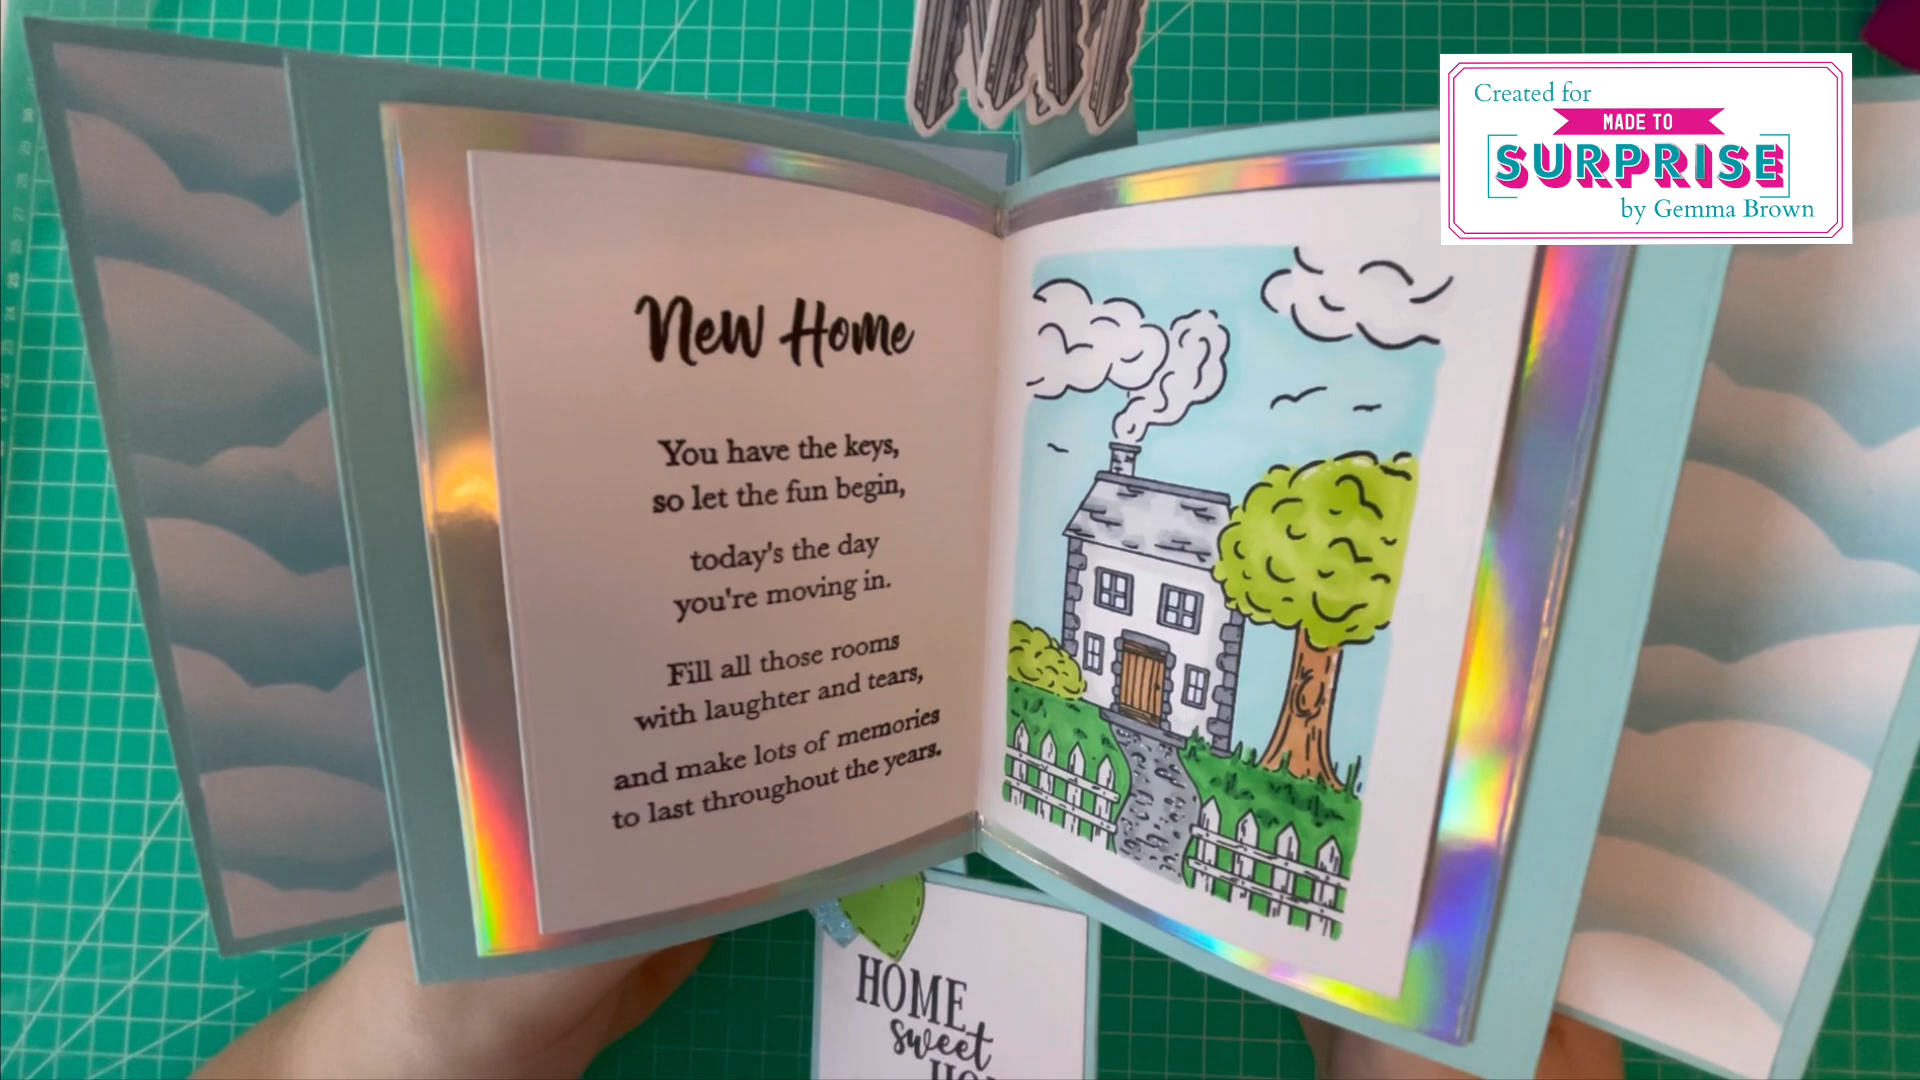 Created for
MADE TO
SURPRISE
by Gemma Brown
New Home
You have the keys,
so let the fun begin,
today's the day
you're moving in.
Fill all those rooms
with laughter and tears,
and make lots of memories
to last throughout the years.
HOME
sweet